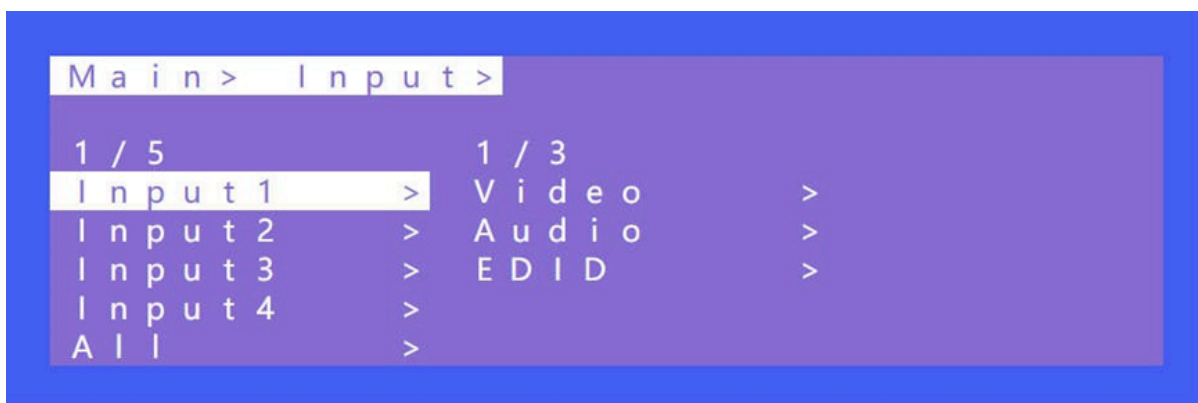 Main> Input>
1/5 1/3
Input1 > Video >
Input2 > Audio >
Input3 > EDID >
Input4 >
All >